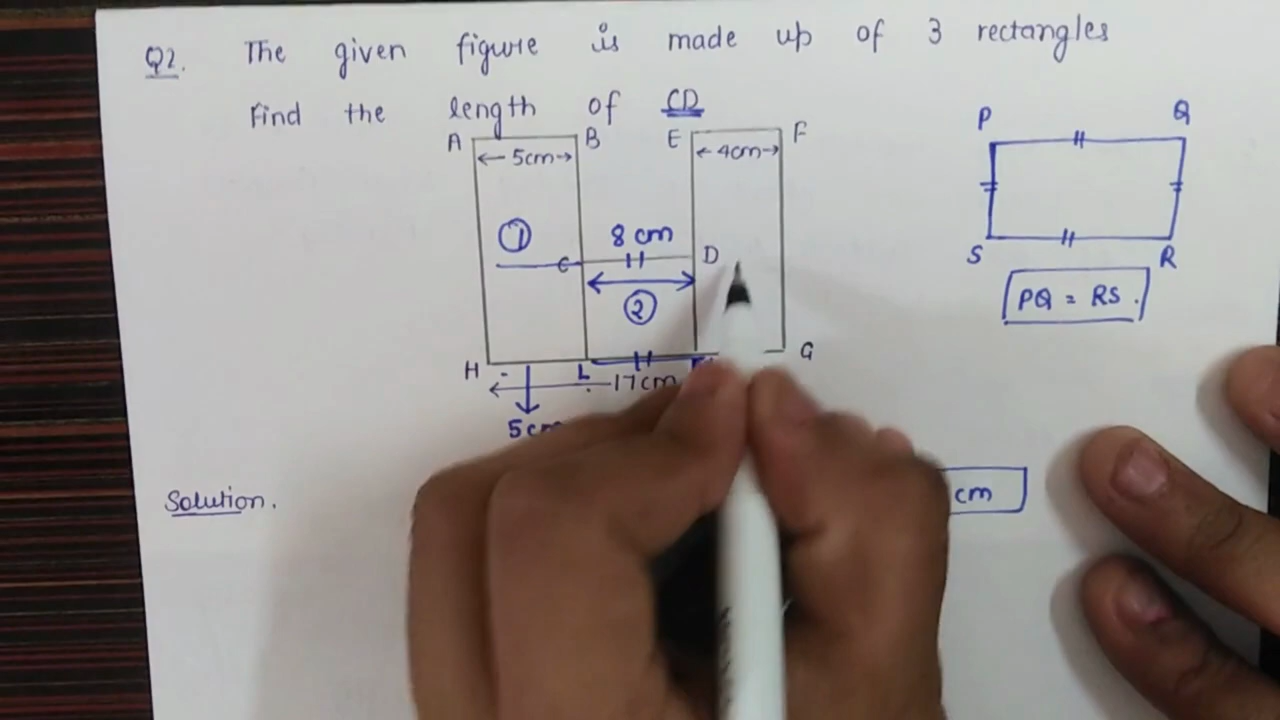 Q2. The given figure is made up of 3 rectangles
Find the length of CD
A B E F
5cm 4cm
P Q
① 8 cm
C D
②
S R
PQ = RS.
H L G
17cm
5cm
Solution. cm